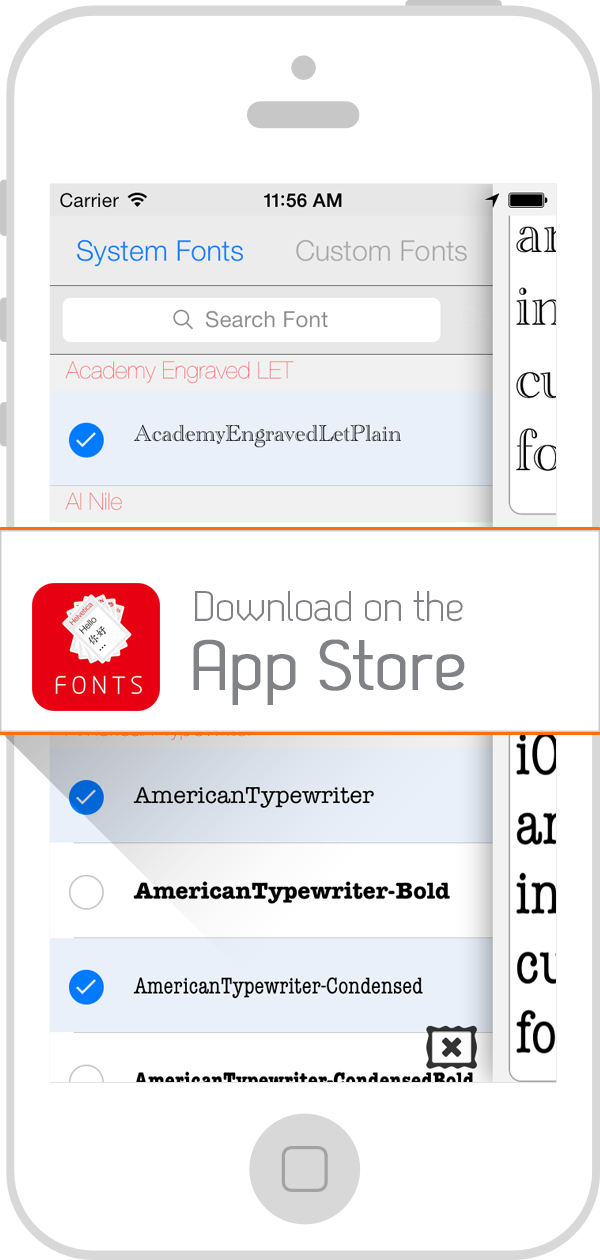 Carrier
11:56 AM
System Fonts
Custom Fonts
Search Font
Academy Engraved LET
AcademyEngravedLetPlain
Al Nile
ar
in
cu
fo
Helvetica
Hello
你好
...
FONTS
Download on the
App Store
AmericanTypewriter
AmericanTypewriter-Bold
AmericanTypewriter-Condensed
AmericanTypewriter-CondensedBold
iO
ar
in
cu
fo